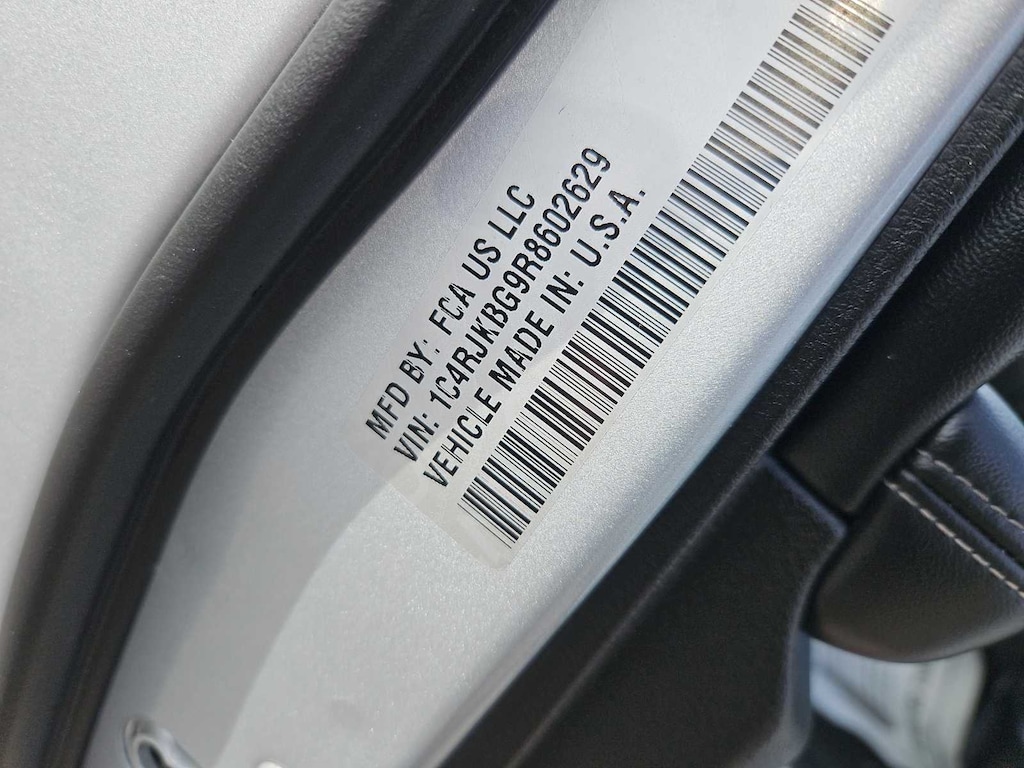 MFD BY: FCA US LLC
VIN: 1C4RJKBG9R8602629
VEHICLE MADE IN: U.S.A.